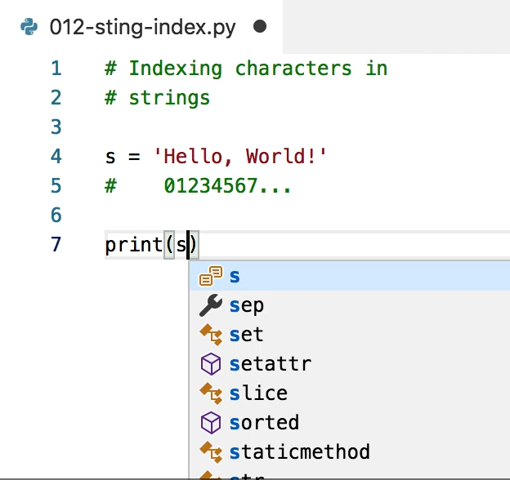 012-sting-index.py
1 # Indexing characters in
2 # strings
3
4 s = 'Hello, World!'
5 #    01234567...
6
7 print(s)
s
sep
set
setattr
slice
sorted
staticmethod
str